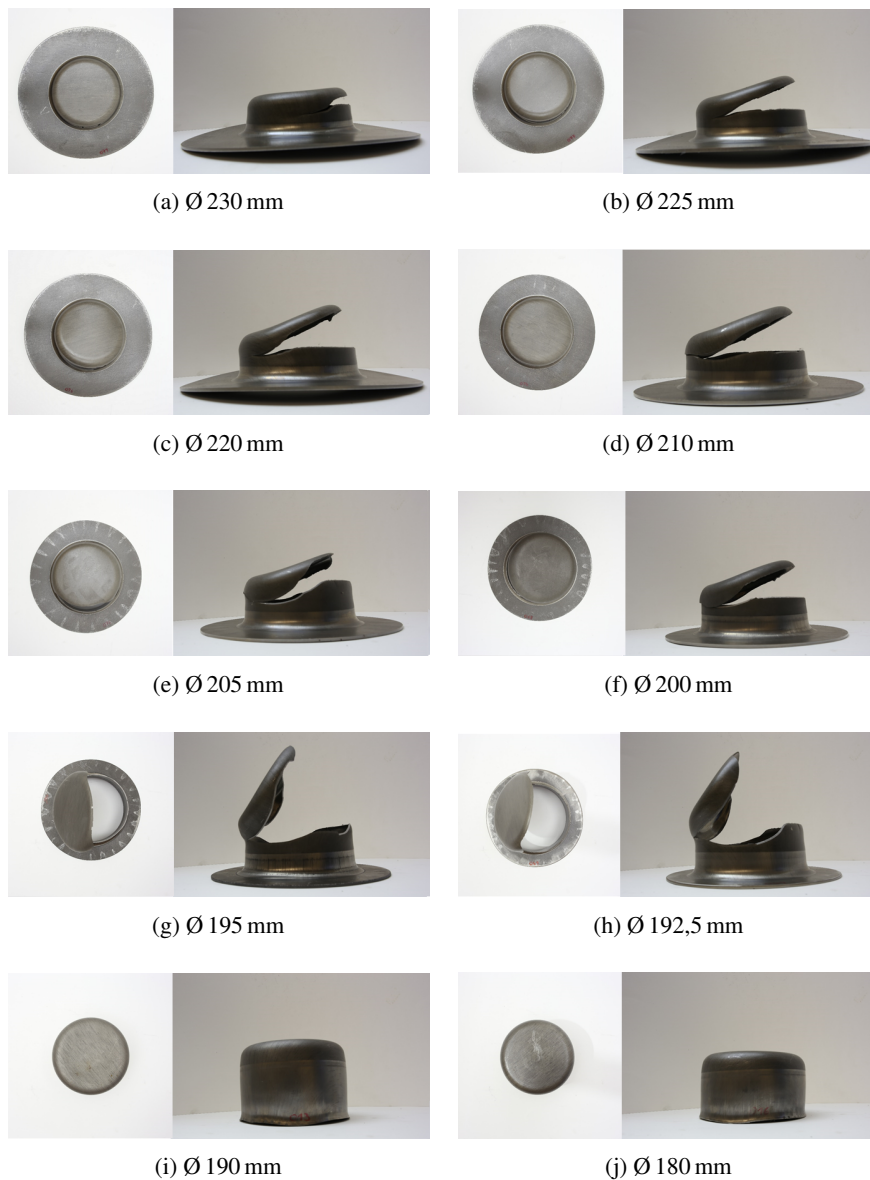 (a) Ø 230 mm
(b) Ø 225 mm
(c) Ø 220 mm
(d) Ø 210 mm
(e) Ø 205 mm
(f) Ø 200 mm
(g) Ø 195 mm
(h) Ø 192,5 mm
(i) Ø 190 mm
(j) Ø 180 mm